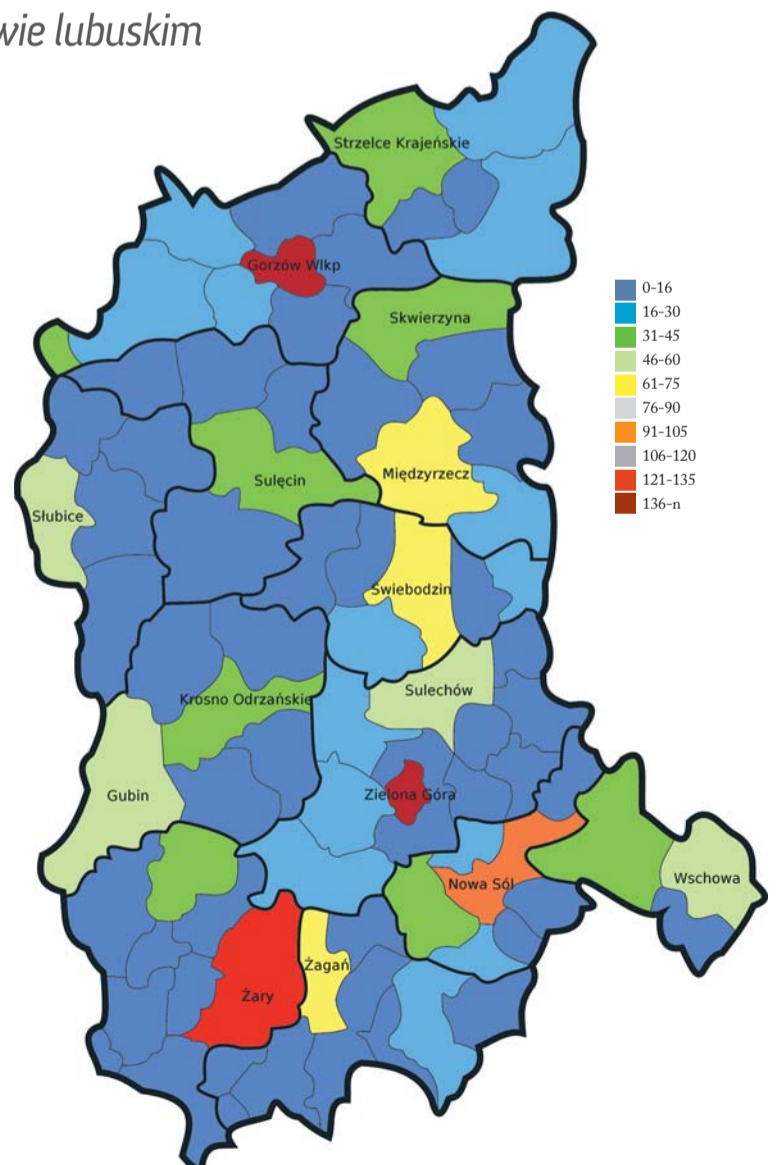 wie lubuskim
Strzelce Krajeńskie
Gorzów Wlkp
Skwierzyna
0-16
16-30
31-45
46-60
61-75
76-90
91-105
106-120
121-135
136-n
Międzyrzecz
Sulęcin
Słubice
Świebodzin
Sulechów
Krosno Odrzańskie
Gubin
Zielona Góra
Nowa Sól
Wschowa
Żagań
Żary